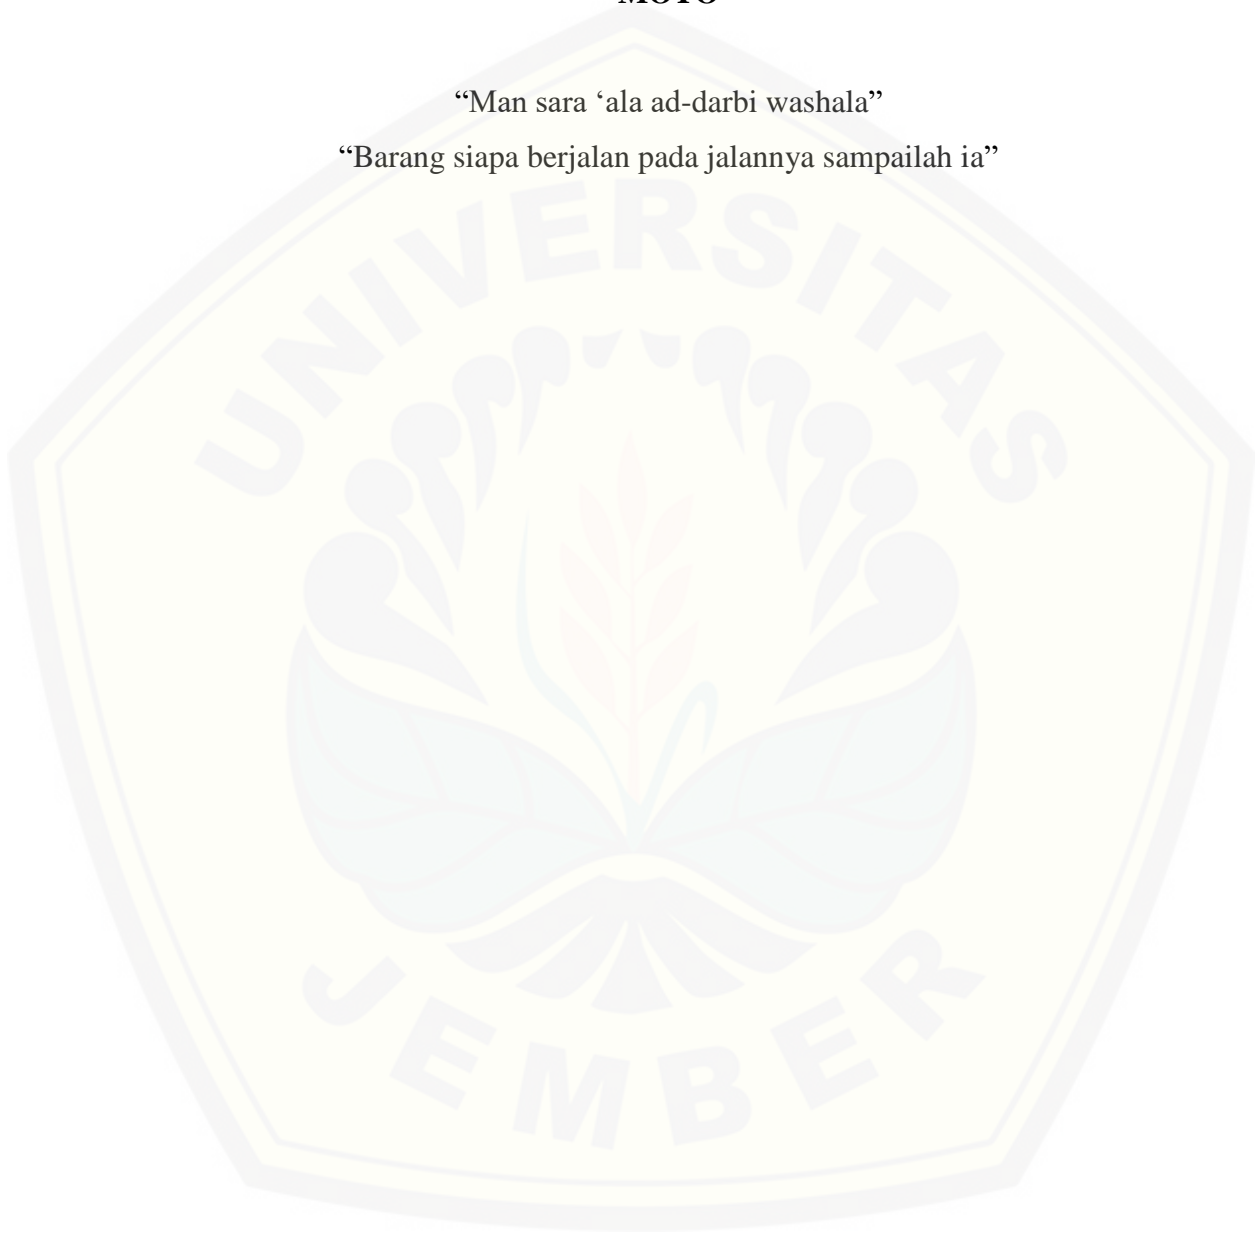 MOTO
“Man sara ‘ala ad-darbi washala”
“Barang siapa berjalan pada jalannya sampailah ia”
UNIVERSITAS
JEMBER